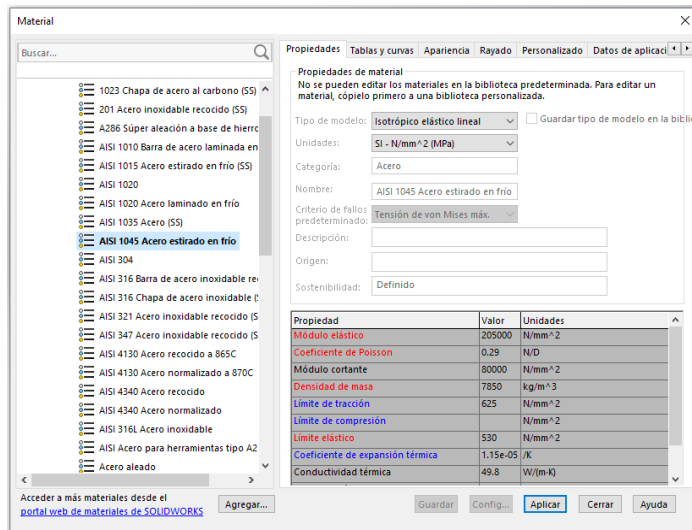 Material
Buscar...
1023 Chapa de acero al carbono (SS)
201 Acero inoxidable recocido (SS)
A286 Súper aleación a base de hierro
AISI 1010 Barra de acero laminada en
AISI 1015 Acero estirado en frío (SS)
AISI 1020
AISI 1020 Acero laminado en frío
AISI 1035 Acero (SS)
AISI 1045 Acero estirado en frío
AISI 304
AISI 316 Barra de acero inoxidable re
AISI 316 Chapa de acero inoxidable (S
AISI 321 Acero inoxidable recocido (S
AISI 347 Acero inoxidable recocido (S
AISI 4130 Acero recocido a 865C
AISI 4130 Acero normalizado a 870C
AISI 4340 Acero recocido
AISI 4340 Acero normalizado
AISI 316L Acero inoxidable
AISI Acero para herramientas tipo A2
Acero aleado
Acceder a más materiales desde el
portal web de materiales de SOLIDWORKS
Agregar...
Propiedades Tablas y curvas Apariencia Rayado Personalizado Datos de aplicaci
Propiedades de material
No se pueden editar los materiales en la biblioteca predeterminada. Para editar un
material, cópielo primero a una biblioteca personalizada.
Tipo de modelo: Isotrópico elástico lineal Guardar tipo de modelo en la biblio
Unidades: SI - N/mm^2 (MPa)
Categoría: Acero
Nombre: AISI 1045 Acero estirado en frío
Criterio de fallos
predeterminado: Tensión de von Mises máx.
Descripción:
Origen:
Sostenibilidad: Definido
Propiedad Valor Unidades
Módulo elástico 205000 N/mm^2
Coeficiente de Poisson 0.29 N/D
Módulo cortante 80000 N/mm^2
Densidad de masa 7850 kg/m^3
Límite de tracción 625 N/mm^2
Límite de compresión N/mm^2
Límite elástico 530 N/mm^2
Coeficiente de expansión térmica 1.15e-05 /K
Conductividad térmica 49.8 W/(m·K)
Guardar Config... Aplicar Cerrar Ayuda